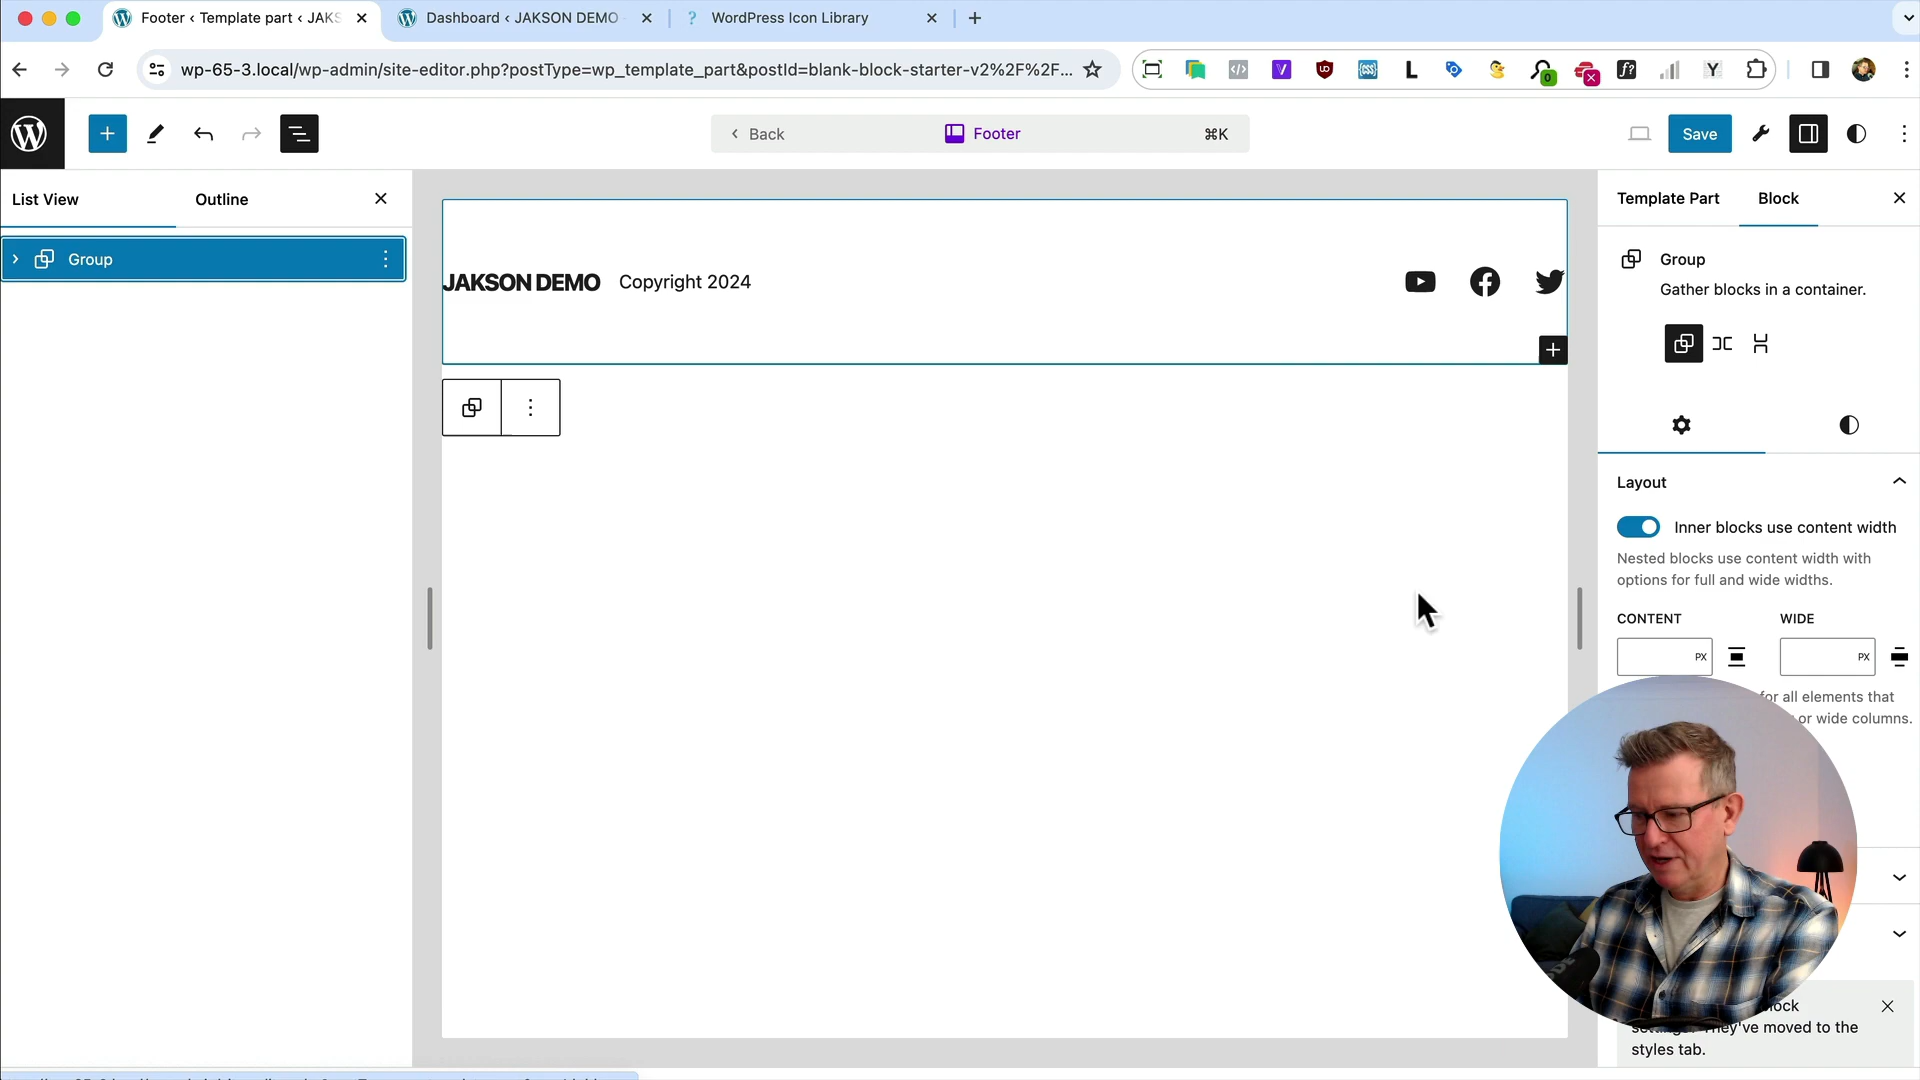 Footer ‹ Template part ‹ JAKS
Dashboard ‹ JAKSON DEMO
? WordPress Icon Library
wp-65-3.local/wp-admin/site-editor.php?postType=wp_template_part&postId=blank-block-starter-v2%2F%2F...
0
Back
Footer
⌘K
Save
List View
Outline
Template Part
Block
Group
Group
Gather blocks in a container.
JAKSON DEMO
Copyright 2024
Layout
Inner blocks use content width
Nested blocks use content width with
options for full and wide widths.
CONTENT
WIDE
PX
PX
for all elements that
or wide columns.
They've moved to the
styles tab.